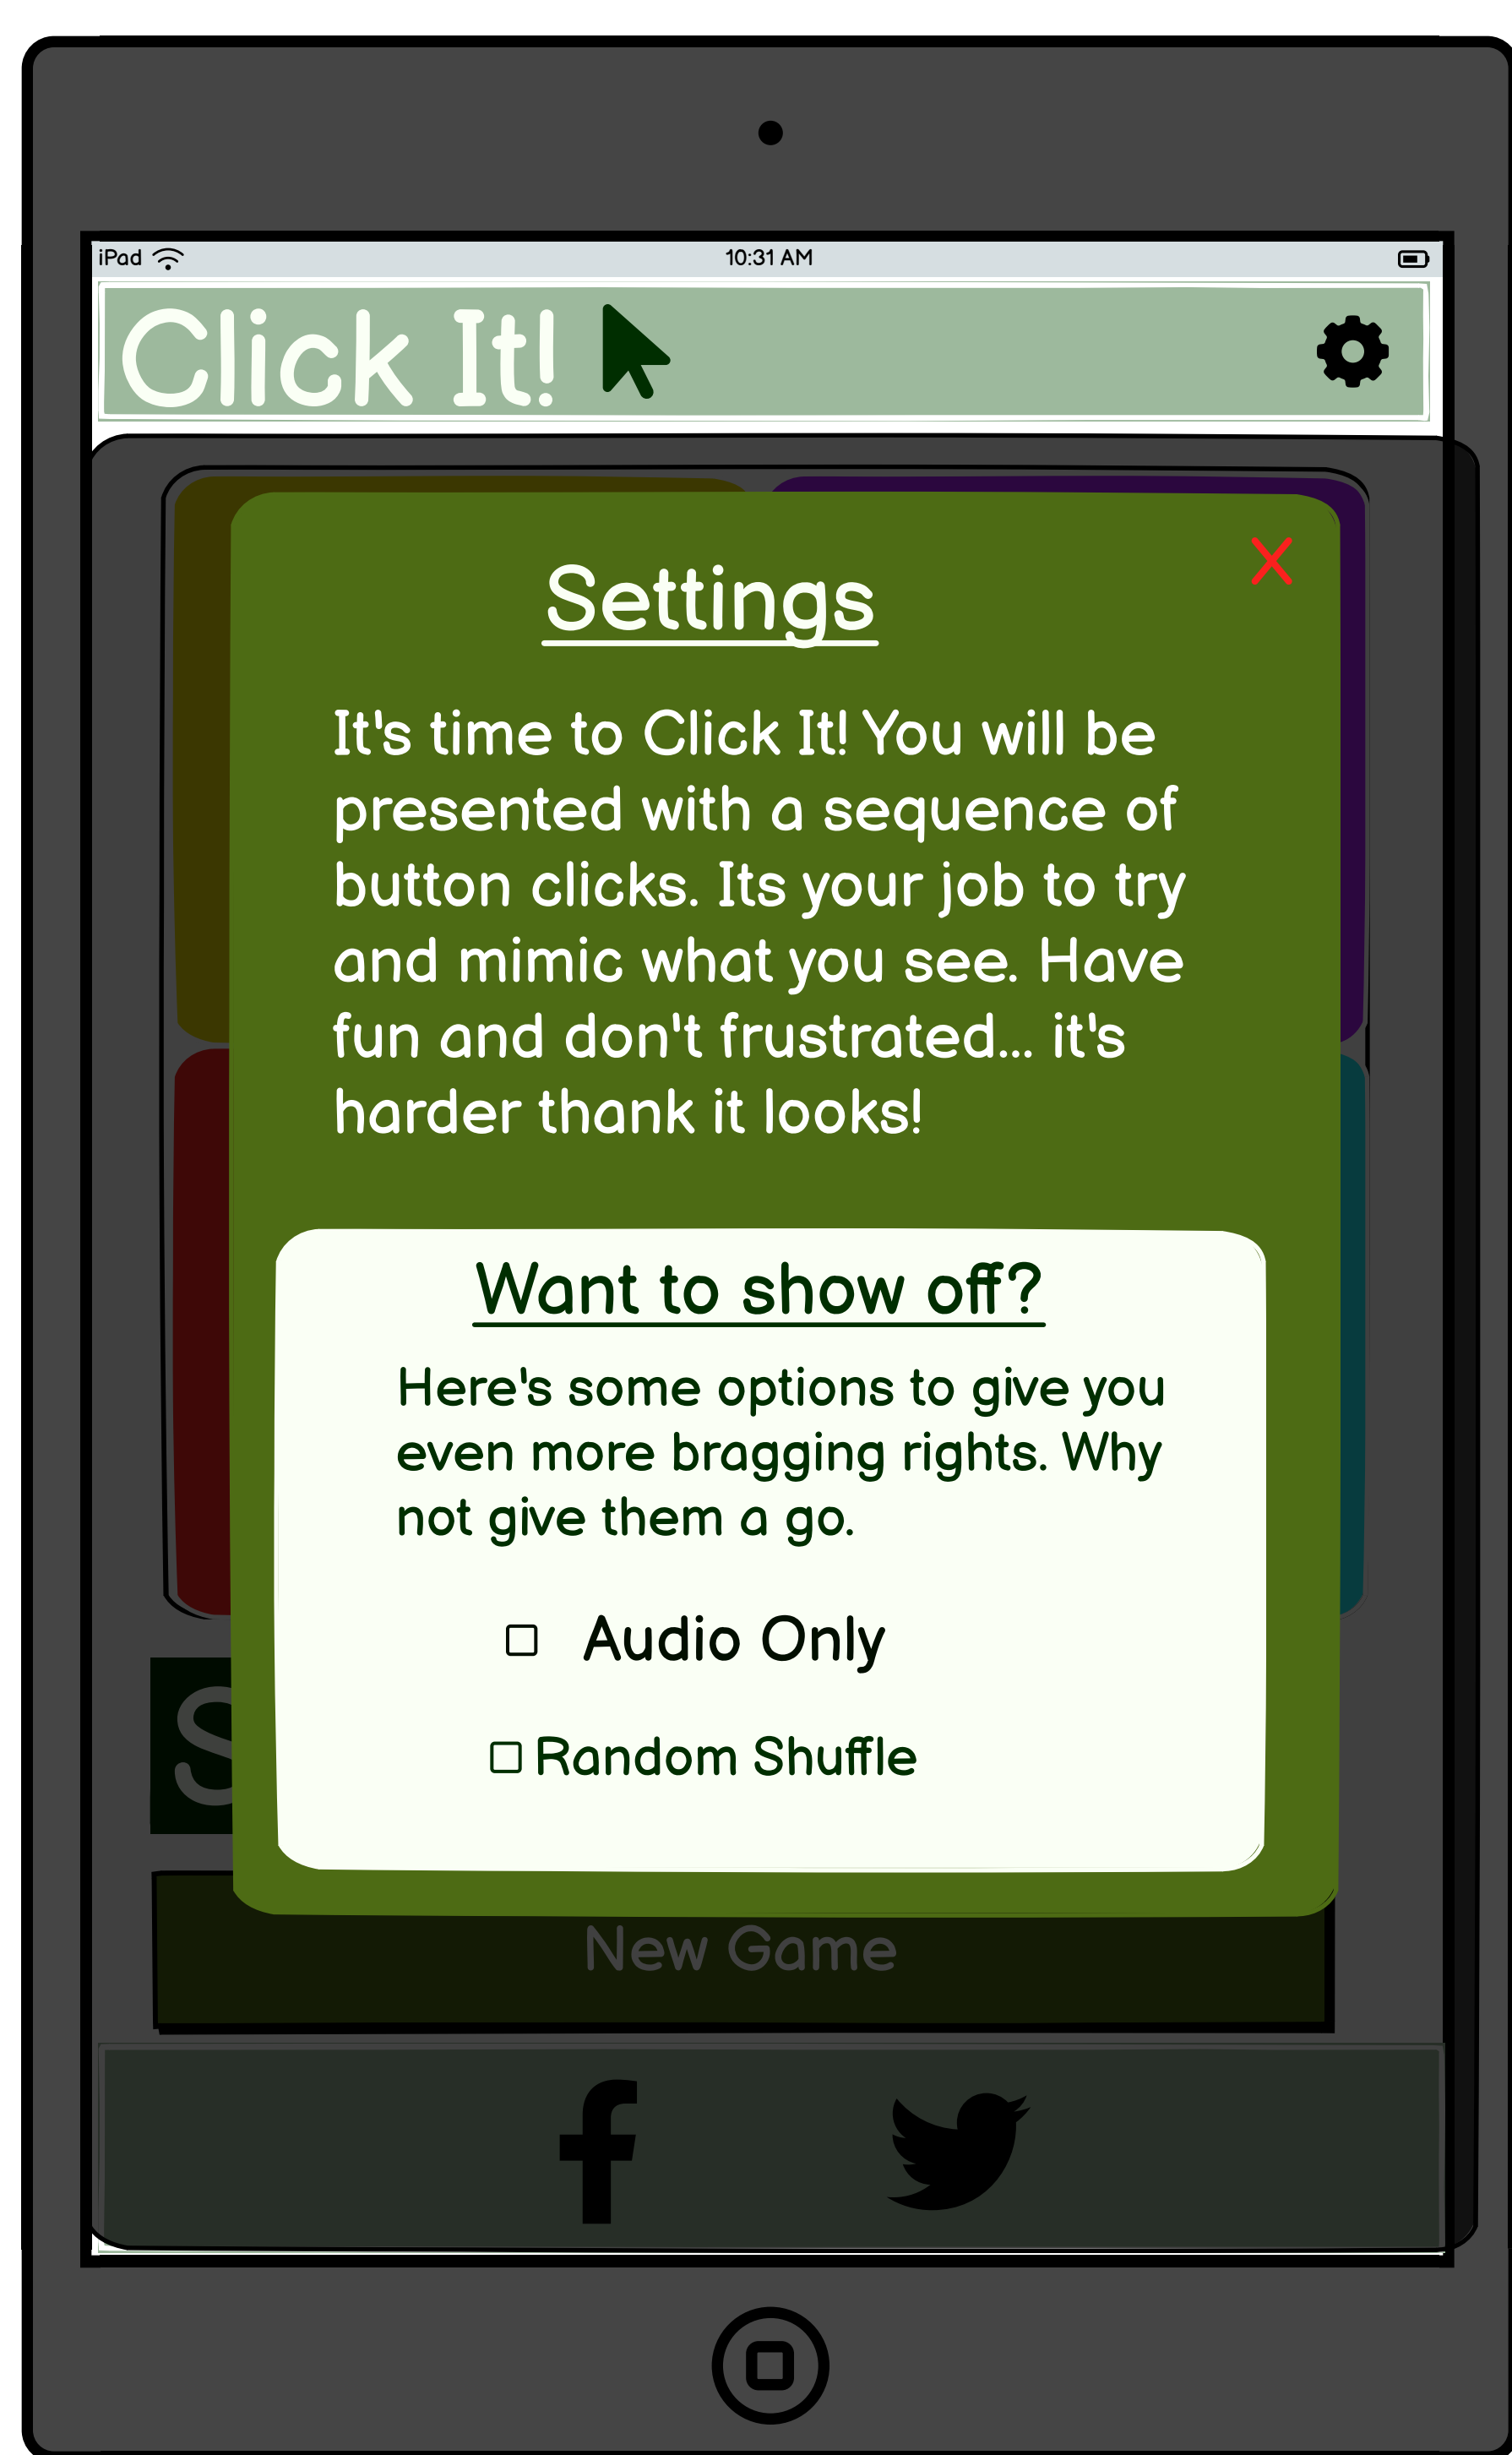 iPad 10:31 AM
Click It!
Settings
It's time to Click It! You will be
presented with a sequence of
button clicks. Its your job to try
and mimic what you see. Have
fun and don't frustrated... it's
harder thank it looks!
Want to show off?
Here's some options to give you
even more bragging rights. Why
not give them a go.
Audio Only
Random Shuffle
S
New Game